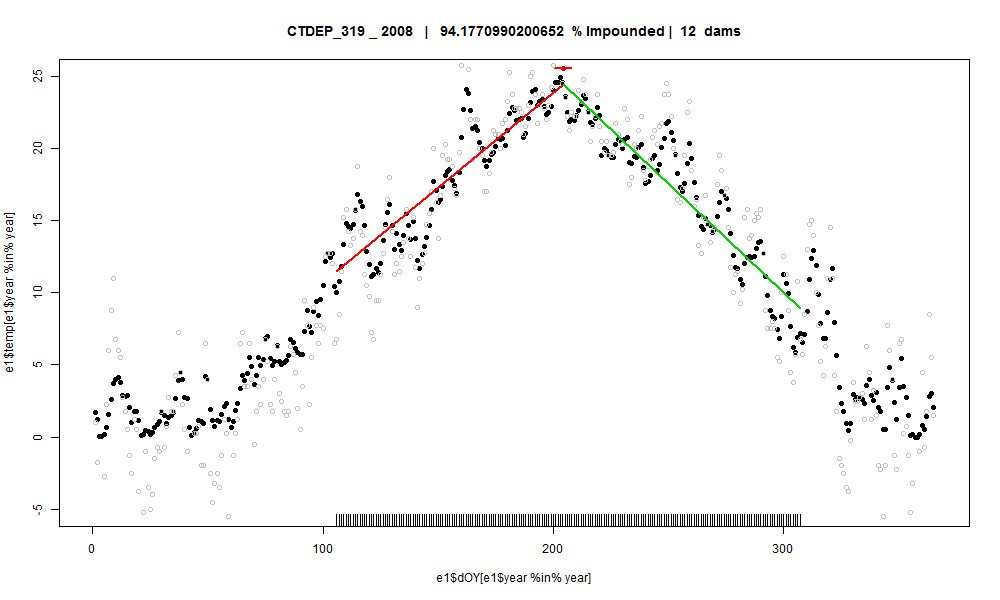 CTDEP_319 _ 2008 | 94.1770990200652 % Impounded | 12 dams
e1$temp[e1$year %in% year]
25
20
15
10
5
0
-5
0 100 200 300
e1$dOY[e1$year %in% year]